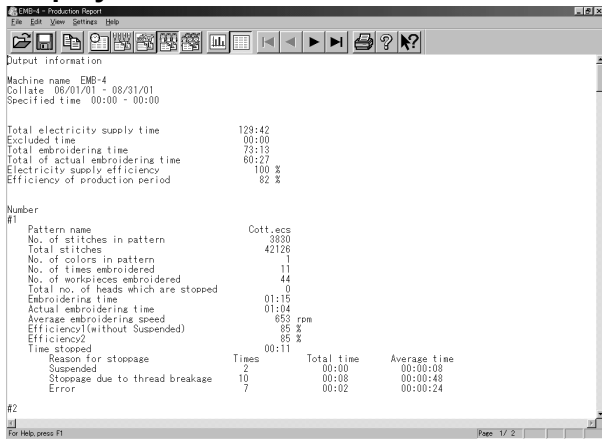 EMB-4 - Production Report
File Edit View Settings Help
Output information
Machine name EMB-4
Collate 06/01/01 - 08/31/01
Specified time 00:00 - 00:00
Total electricity supply time 129:42
Excluded time 00:00
Total embroidering time 73:13
Total of actual embroidering time 60:27
Electricity supply efficiency 100 %
Efficiency of production period 82 %
Number
#1
Pattern name Cott.ecs
No. of stitches in pattern 3830
Total stitches 42126
No. of colors in pattern 1
No. of times embroidered 11
No. of workpieces embroidered 44
Total no. of heads which are stopped 0
Embroidering time 01:15
Actual embroidering time 01:04
Average embroidering speed 653 rpm
Efficiency1(without Suspended) 85 %
Efficiency2 85 %
Time stopped 00:11
Reason for stoppage Times Total time Average time
Suspended 2 00:00 00:00:08
Stoppage due to thread breakage 10 00:08 00:00:48
Error 7 00:02 00:00:24
#2
For Help, press F1 Page 1/ 2